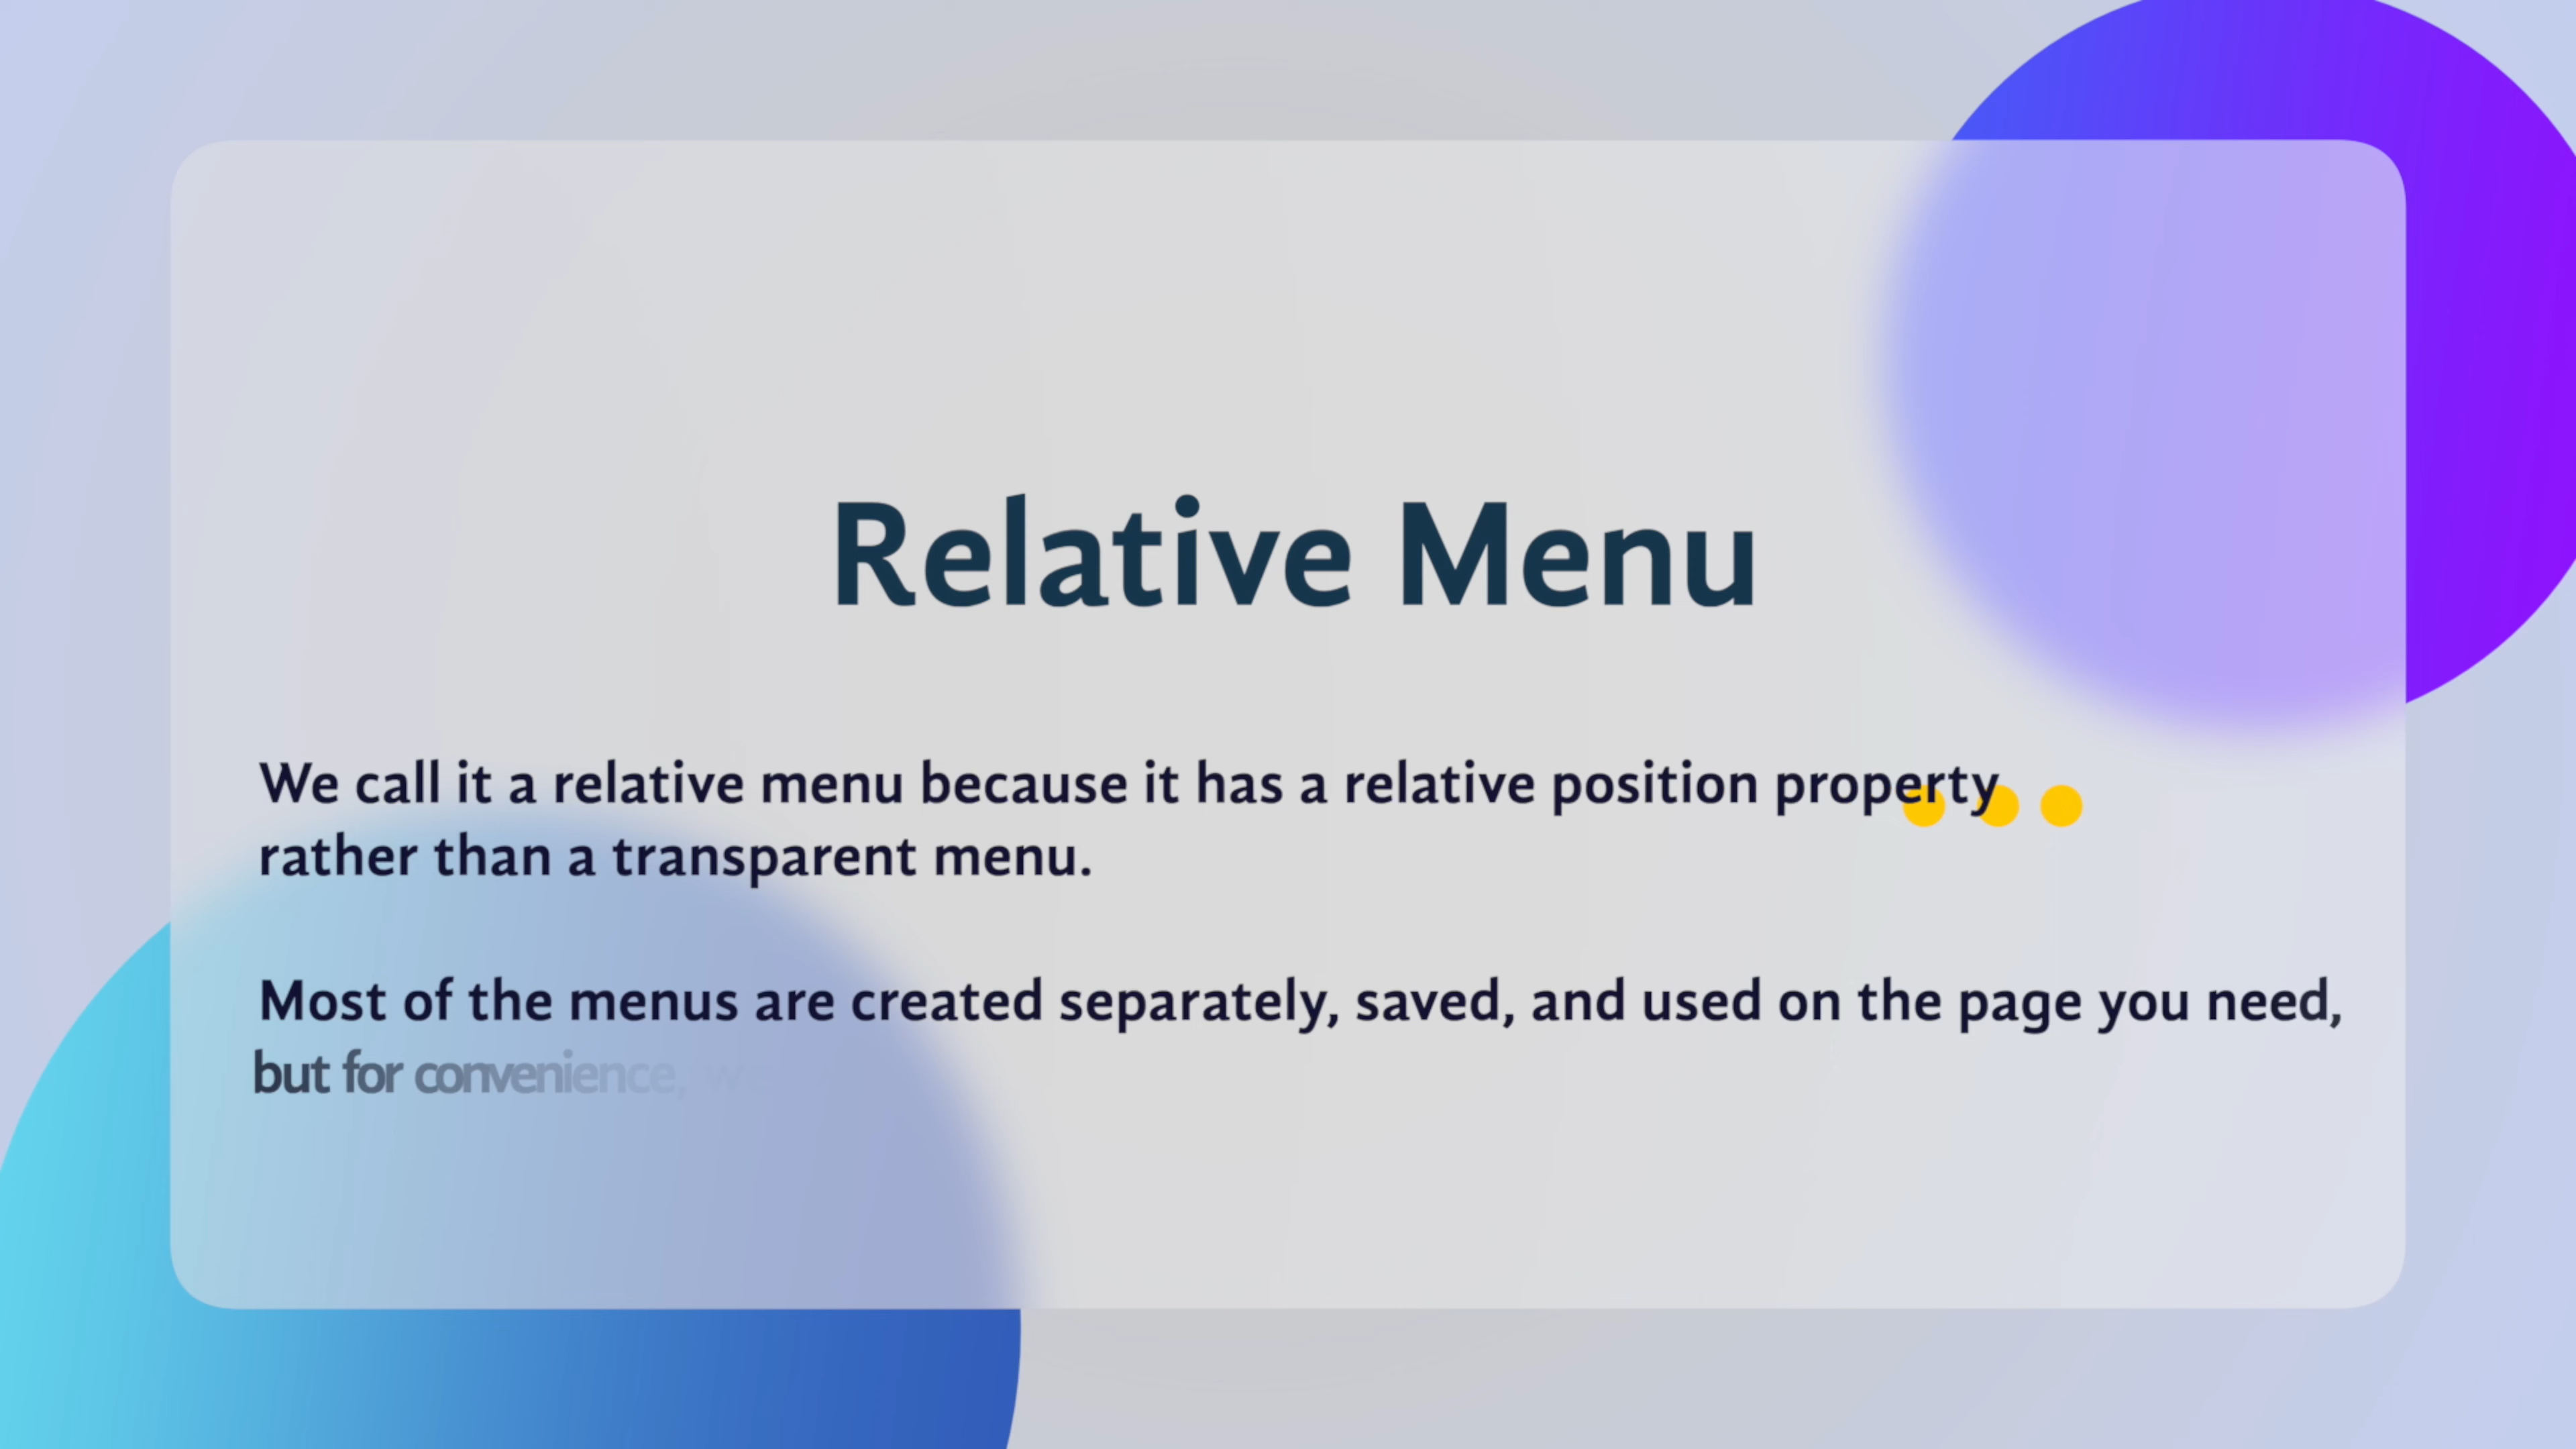 Relative Menu
We call it a relative menu because it has a relative position property
rather than a transparent menu.
Most of the menus are created separately, saved, and used on the page you need,
but for convenience, we